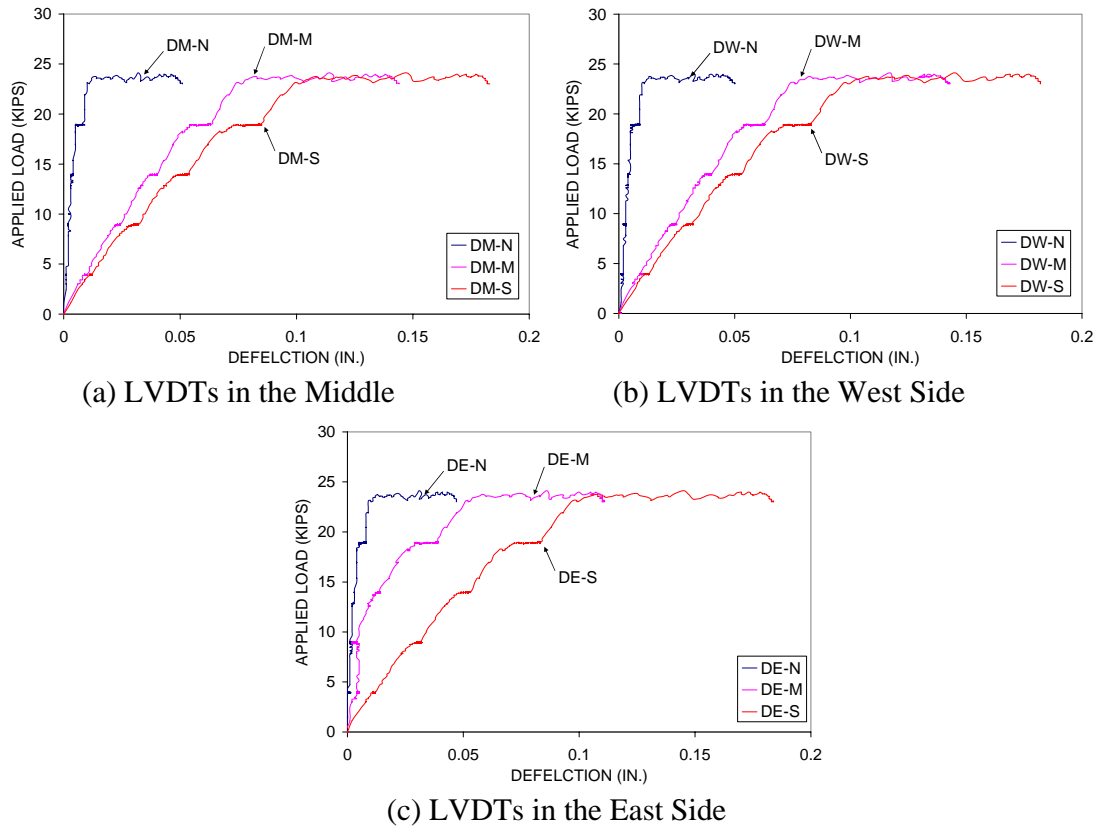 30
25
20
15
10
5
0
APPLIED LOAD (KIPS)
DM-N
DM-M
DM-S
DM-N
DM-M
DM-S
0 0.05 0.1 0.15 0.2
DEFELCTION (IN.)
(a) LVDTs in the Middle
30
25
20
15
10
5
0
APPLIED LOAD (KIPS)
DW-N
DW-M
DW-S
DW-N
DW-M
DW-S
0 0.05 0.1 0.15 0.2
DEFELCTION (IN.)
(b) LVDTs in the West Side
30
25
20
15
10
5
0
APPLIED LOAD (KIPS)
DE-N
DE-M
DE-S
DE-N
DE-M
DE-S
0 0.05 0.1 0.15 0.2
DEFELCTION (IN.)
(c) LVDTs in the East Side